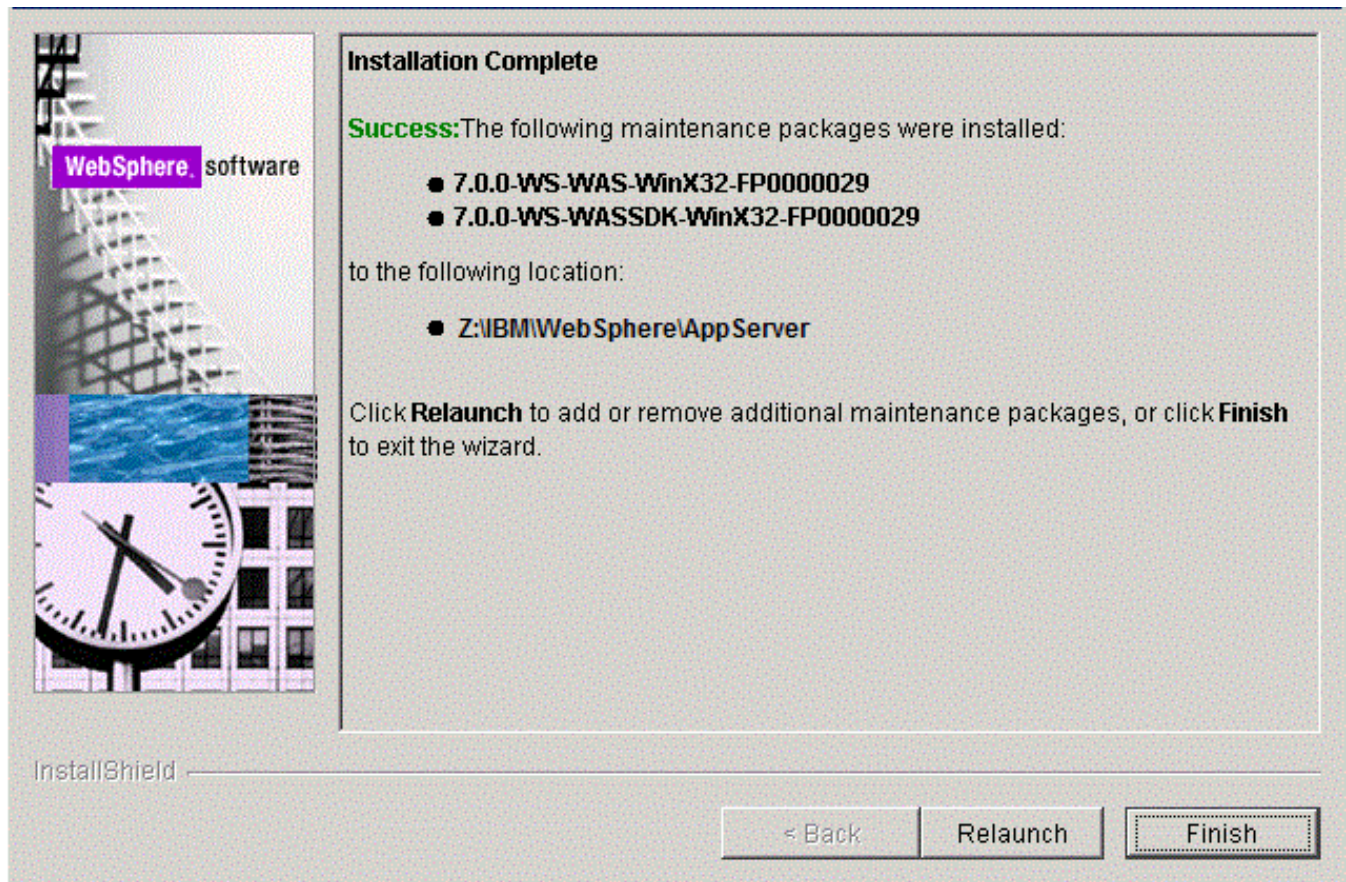 WebSphere. software
Installation Complete
Success:The following maintenance packages were installed:
● 7.0.0-WS-WAS-WinX32-FP0000029
● 7.0.0-WS-WASSDK-WinX32-FP0000029
to the following location:
● Z:\IBM\WebSphere\AppServer
Click Relaunch to add or remove additional maintenance packages, or click Finish
to exit the wizard.
InstallShield
< Back
Relaunch
Finish